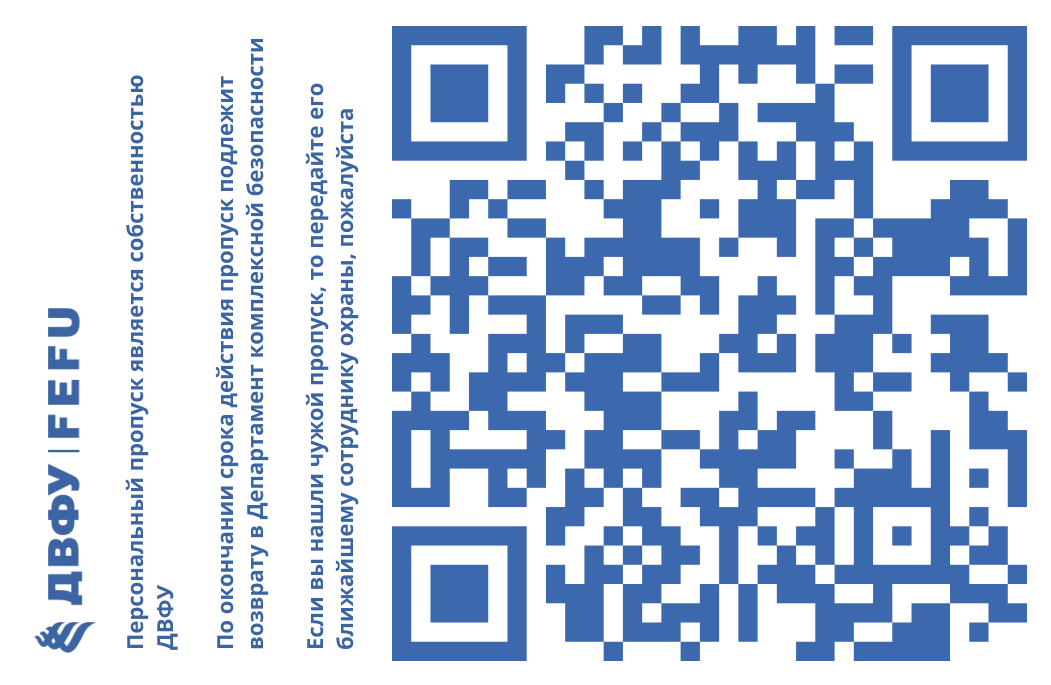 ДВФУ | FEFU
Персональный пропуск является собственностью
ДВФУ
По окончании срока действия пропуск подлежит
возврату в Департамент комплексной безопасности
Если вы нашли чужой пропуск, то передайте его
ближайшему сотруднику охраны, пожалуйста